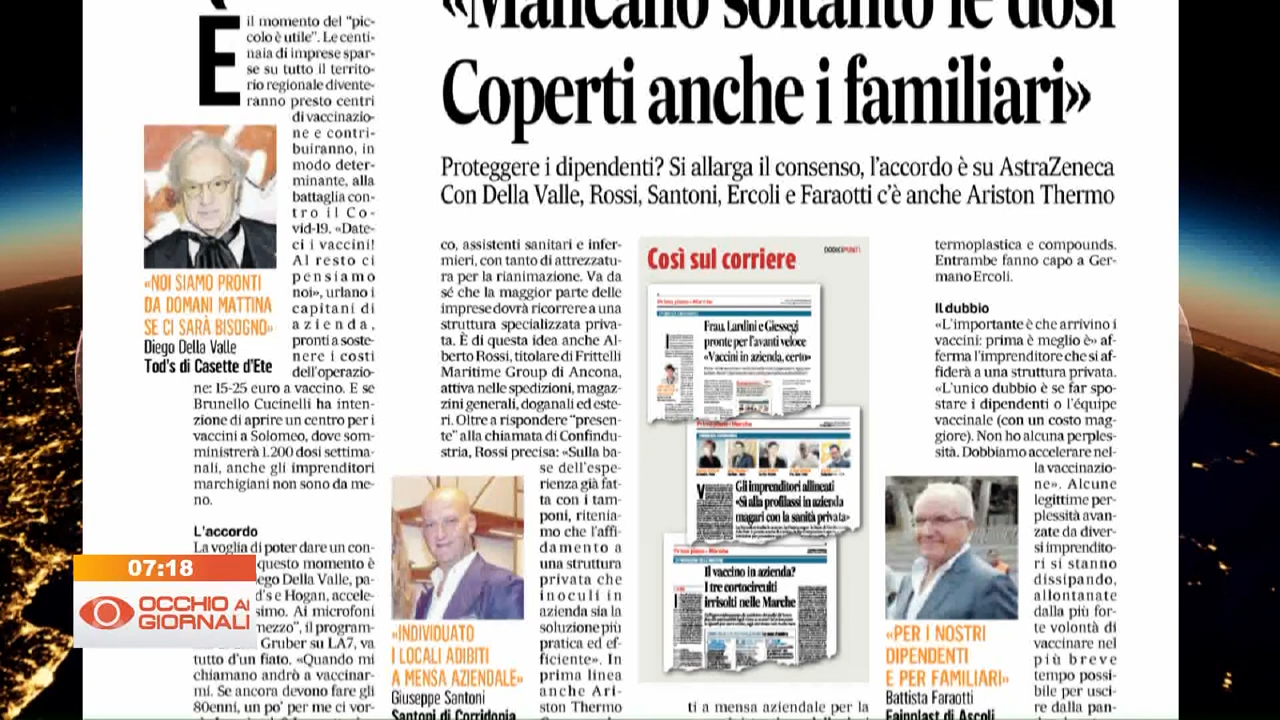 «Mancano soltanto le dosi
Coperti anche i familiari»
Proteggere i dipendenti? Si allarga il consenso, l'accordo è su AstraZeneca
Con Della Valle, Rossi, Santoni, Ercoli e Faraotti c'è anche Ariston Thermo
È
il momento del "pic-
colo è utile". Le centi-
naia di imprese spar-
se su tutto il territo-
rio regionale divente-
ranno presto centri
di vaccinazio-
ne e contri-
buiranno, in
modo deter-
minante, alla
battaglia con-
tro il Co-
vid-19. «Date-
ci i vaccini!
Al resto ci
pensiamo
noi», urlano i
capitani di
azienda,
pronti a soste-
nere i costi
dell'operazio-
ne: 15-25 euro a vaccino. E se
Brunello Cucinelli ha inten-
zione di aprire un centro per i
vaccini a Solomeo, dove som-
ministrerà 1.200 dosi settima-
nali, anche gli imprenditori
marchigiani non sono da me-
no.
«NOI SIAMO PRONTI
DA DOMANI MATTINA
SE CI SARÀ BISOGNO»
Diego Della Valle
Tod's di Casette d'Ete
L'accordo
La voglia di poter dare un con-
questo momento è
ego Della Valle, pa-
d's e Hogan, accele-
simo. Ai microfoni
mezzo", il program-
Gruber su LA7, va
tutto d'un fiato. «Quando mi
chiamano andrò a vaccinar-
mi. Se ancora devono fare gli
80enni, un po' per me ci vor-
co, assistenti sanitari e infer-
mieri, con tanto di attrezzatu-
ra per la rianimazione. Va da
sé che la maggior parte delle
imprese dovrà ricorrere a una
struttura specializzata priva-
ta. È di questa idea anche Al-
berto Rossi, titolare di Frittelli
Maritime Group di Ancona,
attiva nelle spedizioni, magaz-
zini generali, doganali ed este-
ri. Oltre a rispondere "presen-
te" alla chiamata di Confindu-
stria, Rossi precisa: «Sulla ba-
se dell'espe-
rienza già fat-
ta con i tam-
poni, ritenia-
mo che l'affi-
damento a
una struttura
privata che
inoculi in
azienda sia la
soluzione più
pratica ed ef-
ficiente». In
prima linea
anche Ari-
ston Thermo
«INDIVIDUATO
I LOCALI ADIBITI
A MENSA AZIENDALE»
Giuseppe Santoni
Santoni di Corridonia
Così sul corriere
DODICIPUNTI
Frau, Lardini e Giessegi
pronte per l'avanti veloce
«Vaccini in azienda, certo»
Gli imprenditori allineati
«Sì alla profilassi in azienda
magari con la sanità privata»
Il vaccino in azienda?
I tre cortocircuiti
irrisolti nelle Marche
ti a mensa aziendale per la
termoplastica e compounds.
Entrambe fanno capo a Ger-
mano Ercoli.
Il dubbio
«L'importante è che arrivino i
vaccini: prima è meglio è» af-
ferma l'imprenditore che si af-
fiderà a una struttura privata.
«L'unico dubbio è se far spo-
stare i dipendenti o l'équipe
vaccinale (con un costo mag-
giore). Non ho alcuna perples-
sità. Dobbiamo accelerare nel-
la vaccinazio-
ne». Alcune
legittime per-
plessità avan-
zate da diver-
si imprendito-
ri si stanno
dissipando,
allontanate
dalla più for-
te volontà di
vaccinare nel
più breve
tempo possi-
bile per usci-
re dalla pan-
«PER I NOSTRI
DIPENDENTI
E PER FAMILIARI»
Battista Faraotti
Fainplast di Ascoli
07:18
OCCHIO AI
GIORNALI